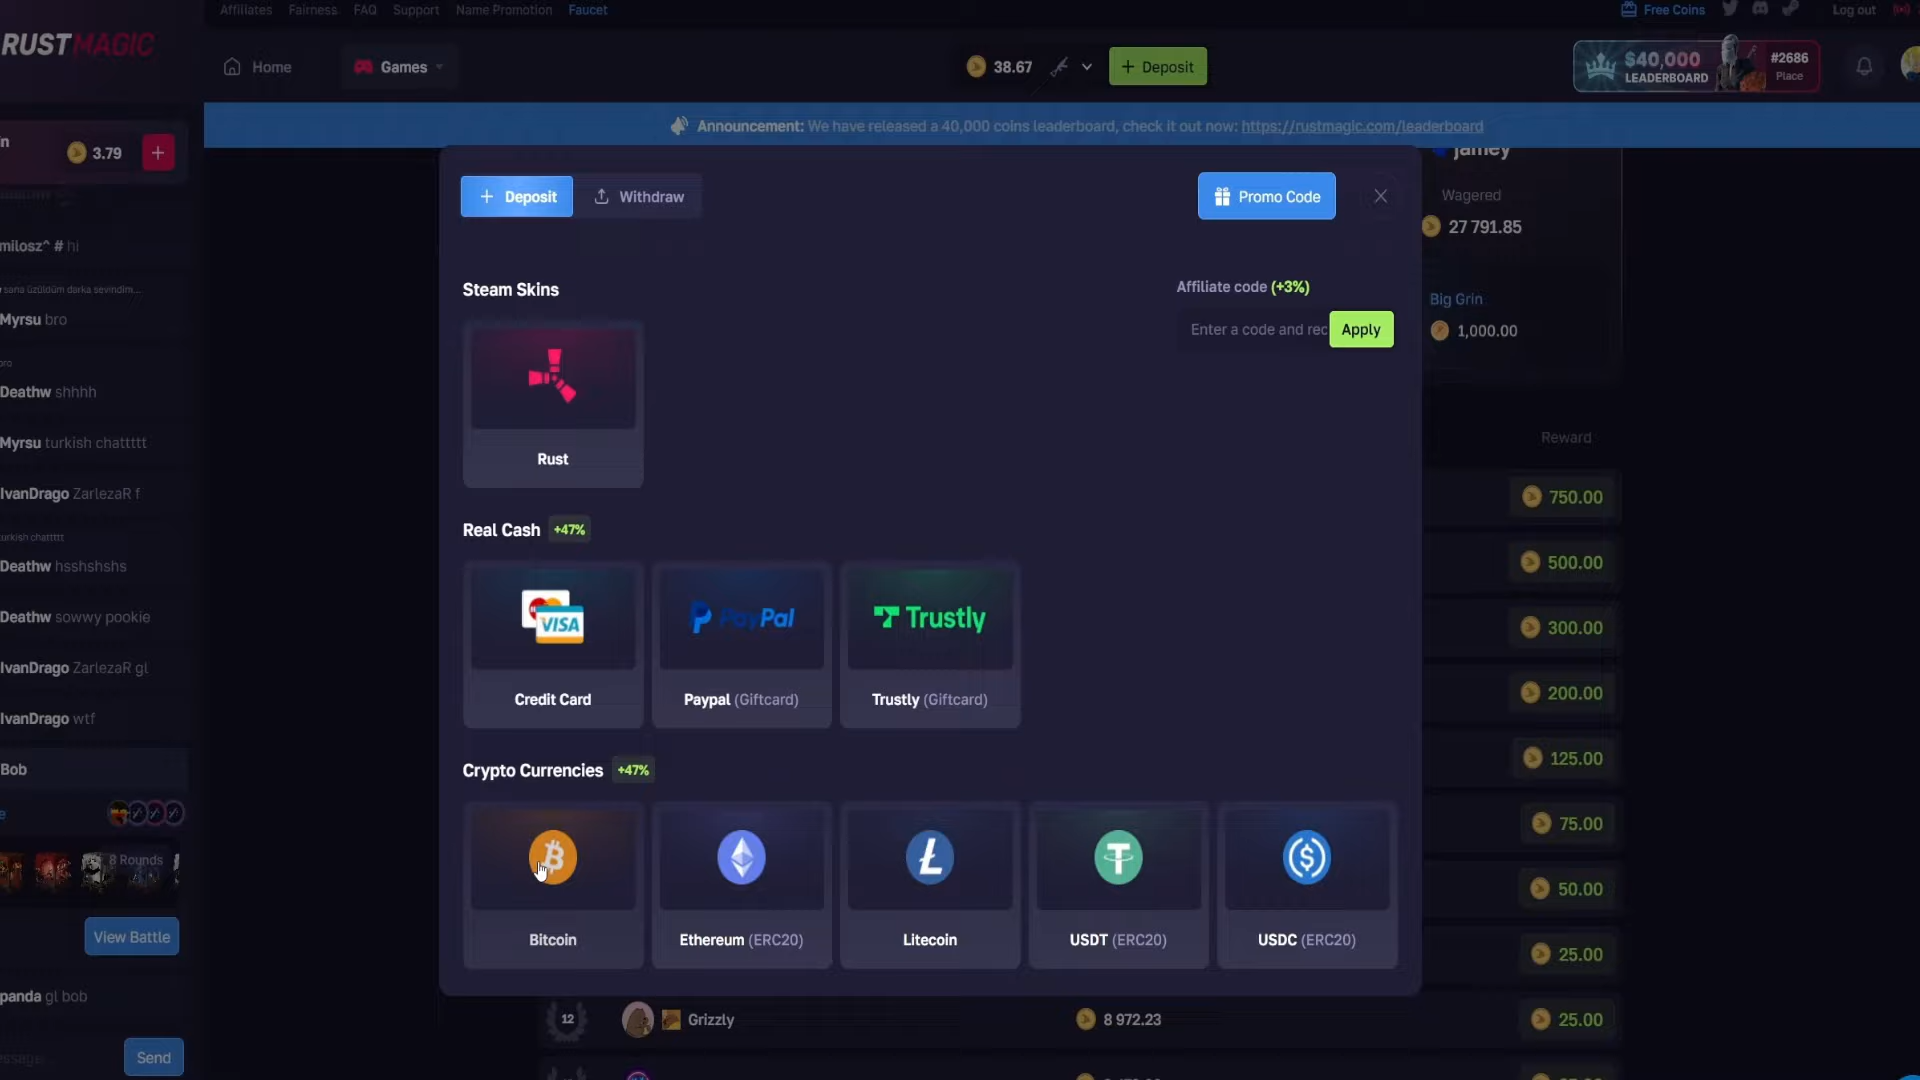 Affiliates Fairness FAQ Support Name Promotion Faucet Free Coins Log out
RUSTMAGIC
Home Games 38.67 + Deposit $40,000 LEADERBOARD #2686 Place
Announcement: We have released a 40,000 coins leaderboard, check it out now: https://rustmagic.com/leaderboard
3.79 +
+ Deposit
Withdraw
Promo Code
jamey
Wagered
27 791.85
milosz^ # hi
sana üzüldüm darka sevindim...
Myrsu bro
Deathw shhhh
Myrsu turkish chattttt
IvanDrago ZarlezaR f
turkish chattttt
Deathw hsshshshs
Deathw sowwy pookie
IvanDrago ZarlezaR gl
IvanDrago wtf
Bob
8 Rounds
View Battle
panda gl bob
Send
Steam Skins
Affiliate code (+3%)
Enter a code and rec
Apply
Rust
Big Grin
1,000.00
Real Cash +47%
VISA
PayPal
Trustly
Credit Card
Paypal (Giftcard)
Trustly (Giftcard)
Crypto Currencies +47%
Bitcoin
Ethereum (ERC20)
Litecoin
USDT (ERC20)
USDC (ERC20)
Reward
750.00
500.00
300.00
200.00
125.00
75.00
50.00
25.00
12 Grizzly 8 972.23 25.00